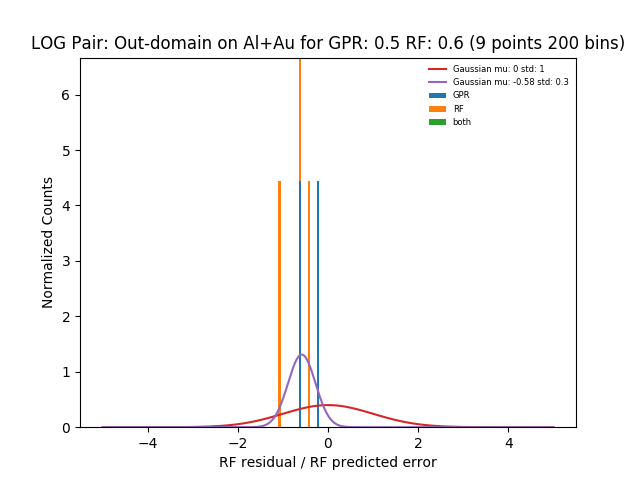 LOG Pair: Out-domain on Al+Au for GPR: 0.5 RF: 0.6 (9 points 200 bins)
Gaussian mu: 0 std: 1
Gaussian mu: -0.58 std: 0.3
GPR
RF
both
Normalized Counts
6
5
4
3
2
1
0
−4
−2
0
2
4
RF residual / RF predicted error